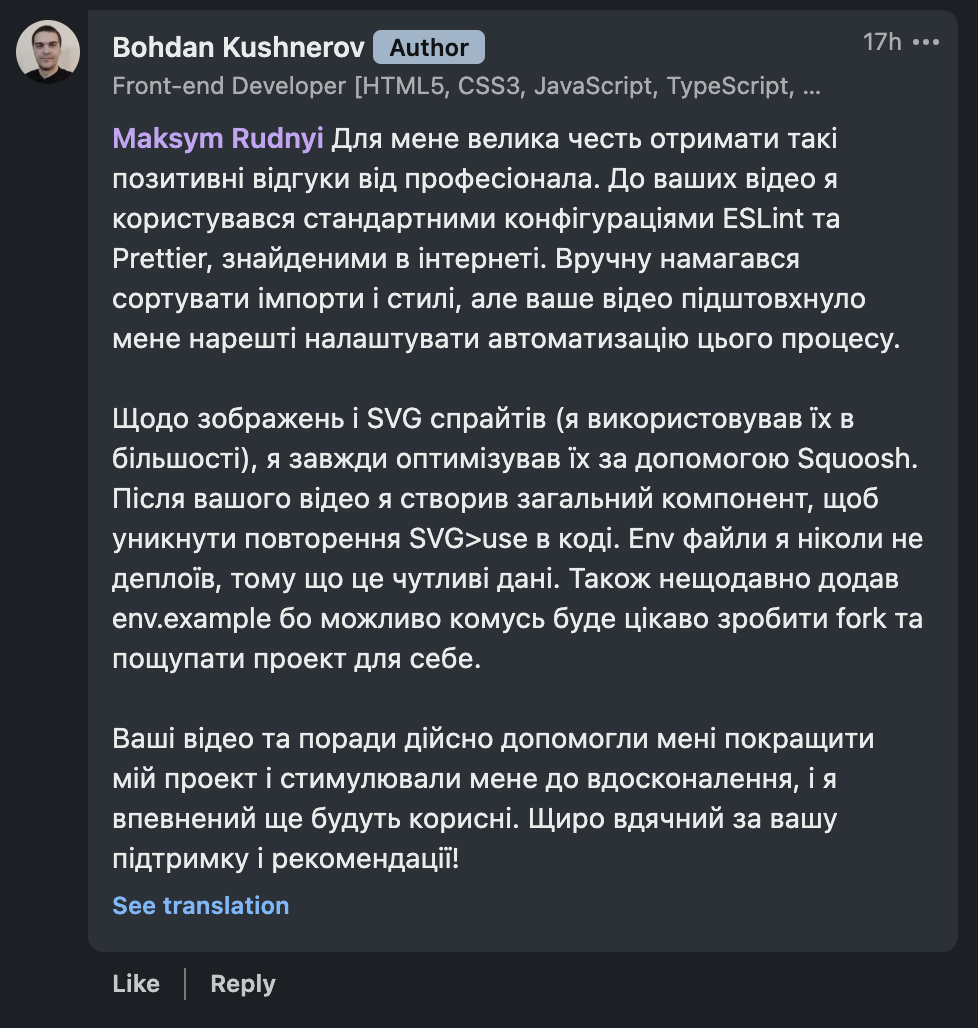 Bohdan Kushnerov Author
17h
Front-end Developer [HTML5, CSS3, JavaScript, TypeScript, ...
Maksym Rudnyi Для мене велика честь отримати такі
позитивні відгуки від професіонала. До ваших відео я
користувався стандартними конфігураціями ESLint та
Prettier, знайденими в інтернеті. Вручну намагався
сортувати імпорти і стилі, але ваше відео підштовхнуло
мене нарешті налаштувати автоматизацію цього процесу.
Щодо зображень і SVG спрайтів (я використовував їх в
більшості), я завжди оптимізував їх за допомогою Squoosh.
Після вашого відео я створив загальний компонент, щоб
уникнути повторення SVG>use в коді. Env файли я ніколи не
деплоїв, тому що це чутливі дані. Також нещодавно додав
env.example бо можливо комусь буде цікаво зробити fork та
пощупати проект для себе.
Ваші відео та поради дійсно допомогли мені покращити
мій проект і стимулювали мене до вдосконалення, і я
впевнений ще будуть корисні. Щиро вдячний за вашу
підтримку і рекомендації!
See translation
Like Reply